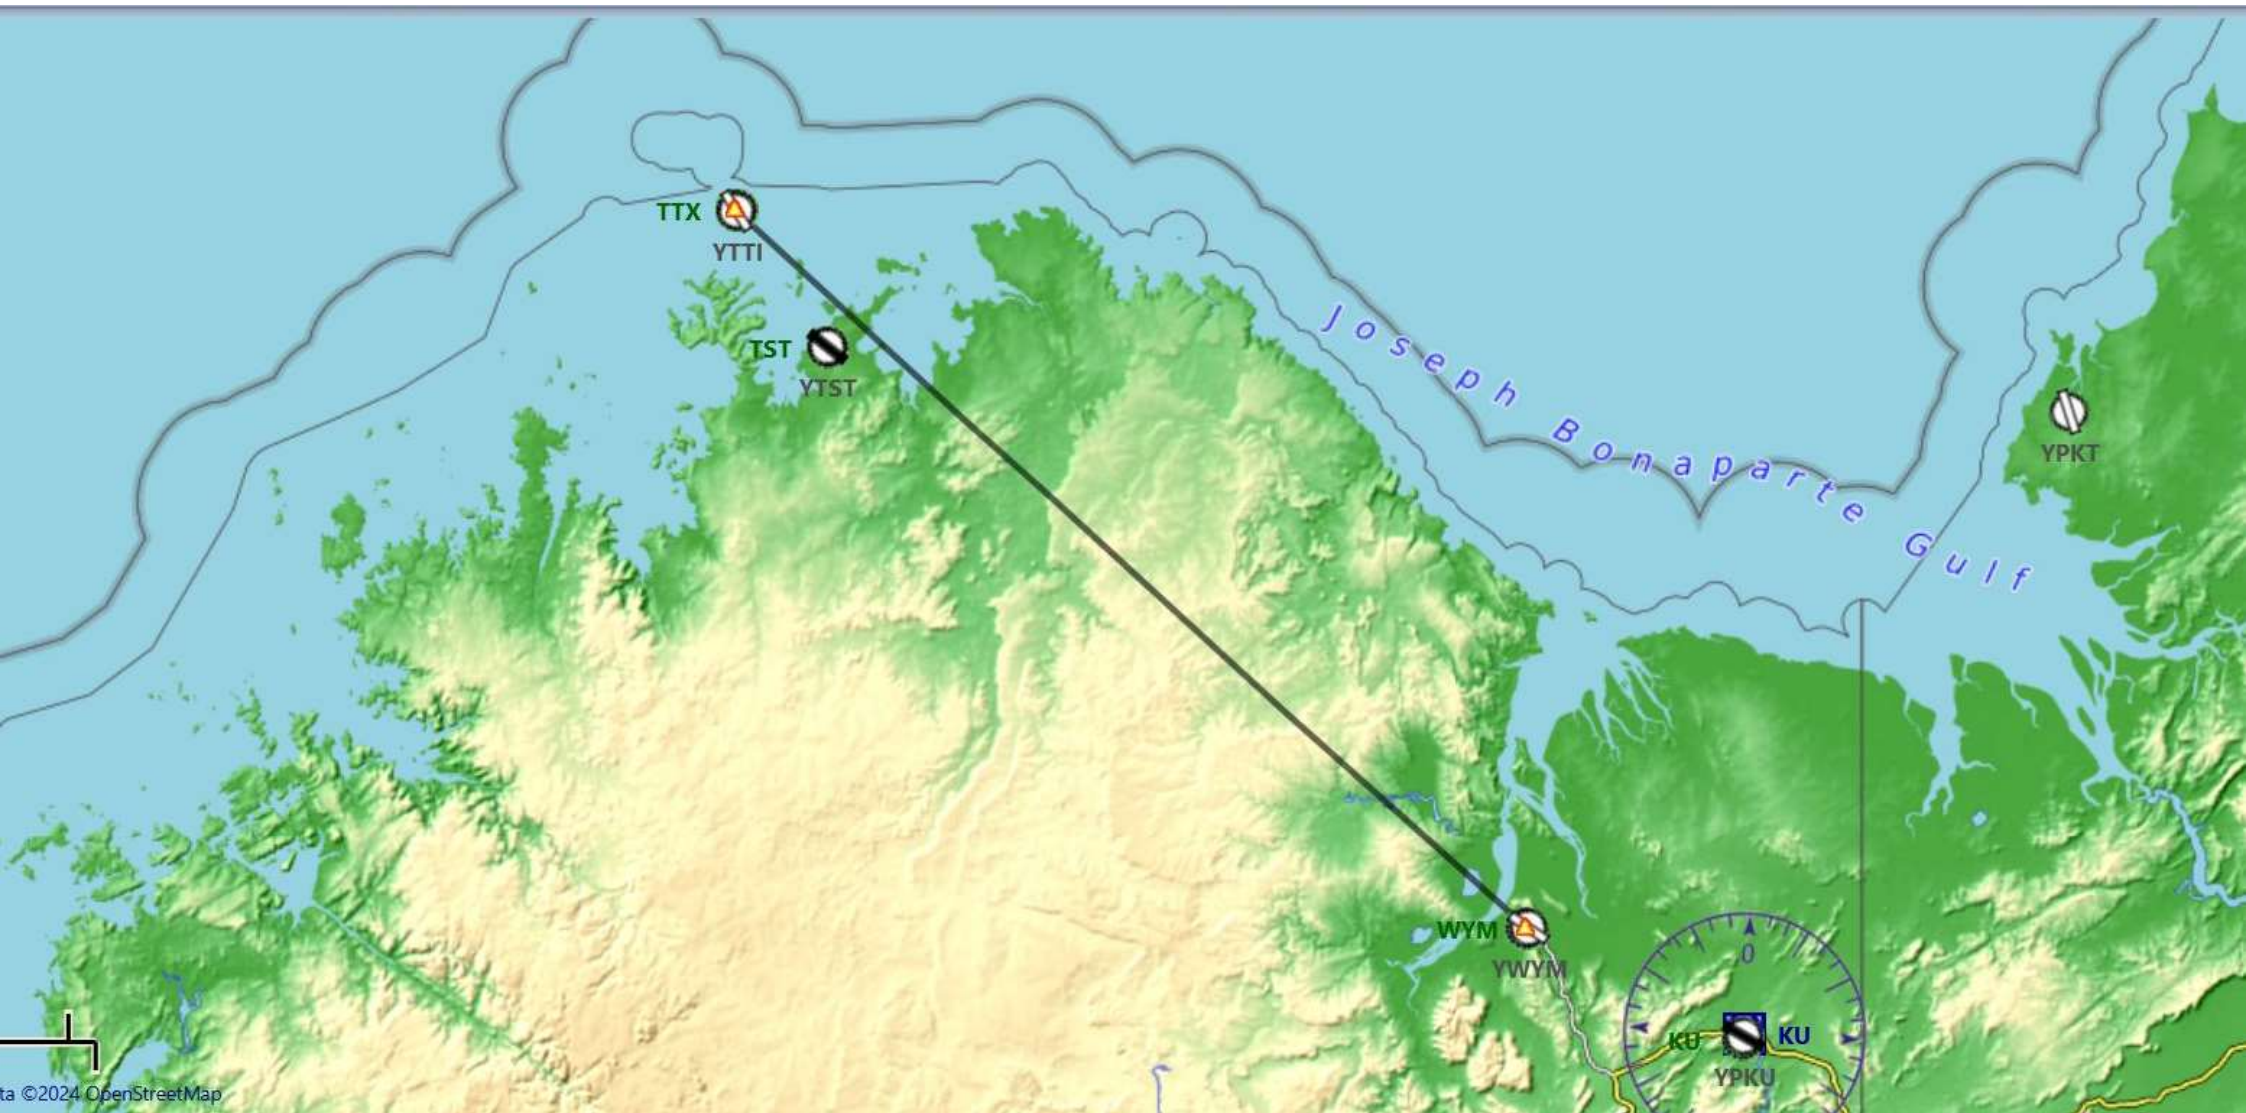 TTX
YTTI
Joseph Bonaparte Gulf
TST
YTST
YPKT
WYM
YWYM
0
KU
KU
YPKU
ta ©2024 OpenStreetMap